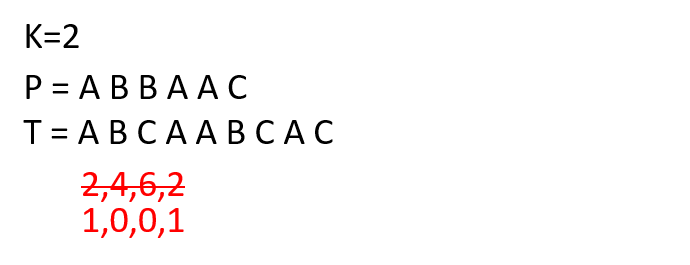 K=2
P = A B B A A C
T = A B C A A B C A C
2,4,6,2
1,0,0,1